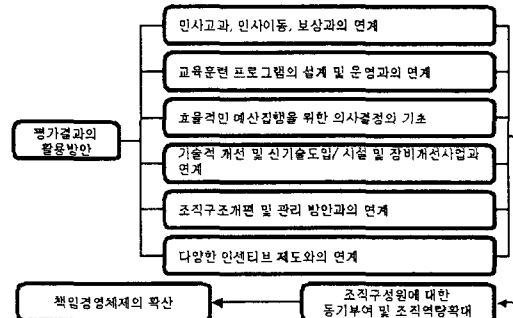 인사고과, 인사이동, 보상과의 연계
교육훈련 프로그램의 설계 및 운영과의 연계
효율적인 예산집행을 위한 의사결정의 기초
평가결과의
활용방안
기술적 개선 및 신기술도입/ 시설 및 장비개선사업과
연계
조직구조개편 및 관리 방안과의 연계
다양한 인센티브 제도와의 연계
책임경영체제의 확산
조직구성원에 대한
동기부여 및 조직역량확대